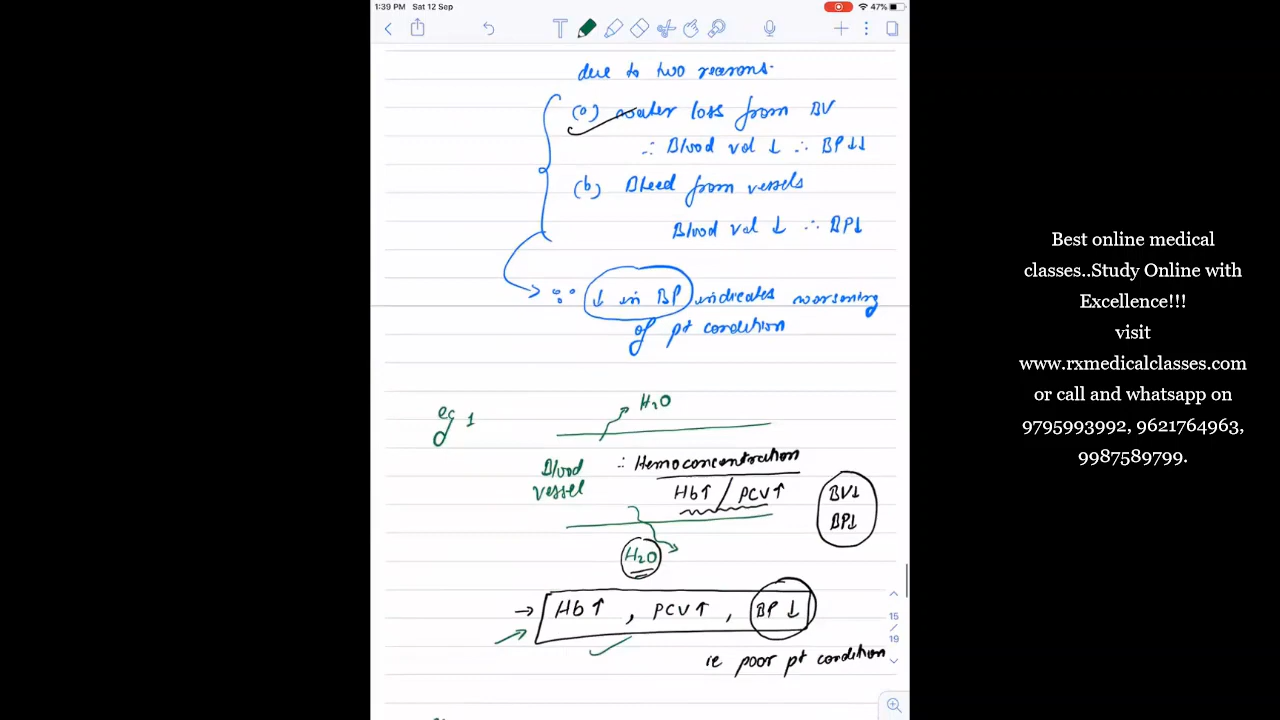 1:39 PM Sat 12 Sep
47%
due to two reasons.
(a) water loss from BV
∴ Blood vol ↓ ∴ BP↓↓
(b) Bleed from vessels
Blood vol ↓ ∴ BP↓
∵ ↓ in BP indicates worsening
of pt condition
eg 1
H₂O
Blood
vessel
∴ Hemoconcentration
Hb↑ / PCV↑
BV↓
BP↓
H₂O
→ Hb↑ , PCV↑ , BP ↓
ie poor pt condition
15
/
19
Best online medical
classes..Study Online with
Excellence!!!
visit
www.rxmedicalclasses.com
or call and whatsapp on
9795993992, 9621764963,
9987589799.